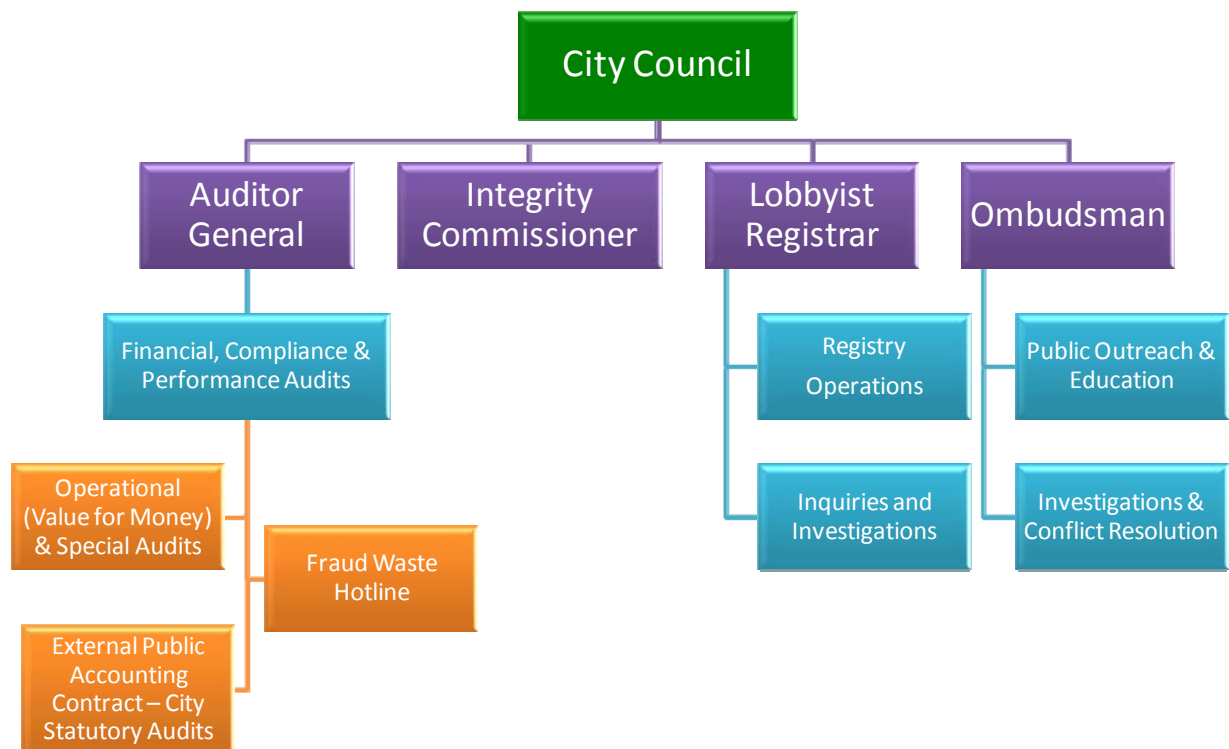 City Council
Auditor
General
Integrity
Commissioner
Lobbyist
Registrar
Ombudsman
Financial, Compliance &
Performance Audits
Registry
Operations
Public Outreach &
Education
Operational
(Value for Money)
& Special Audits
Inquiries and
Investigations
Investigations &
Conflict Resolution
Fraud Waste
Hotline
External Public
Accounting
Contract – City
Statutory Audits